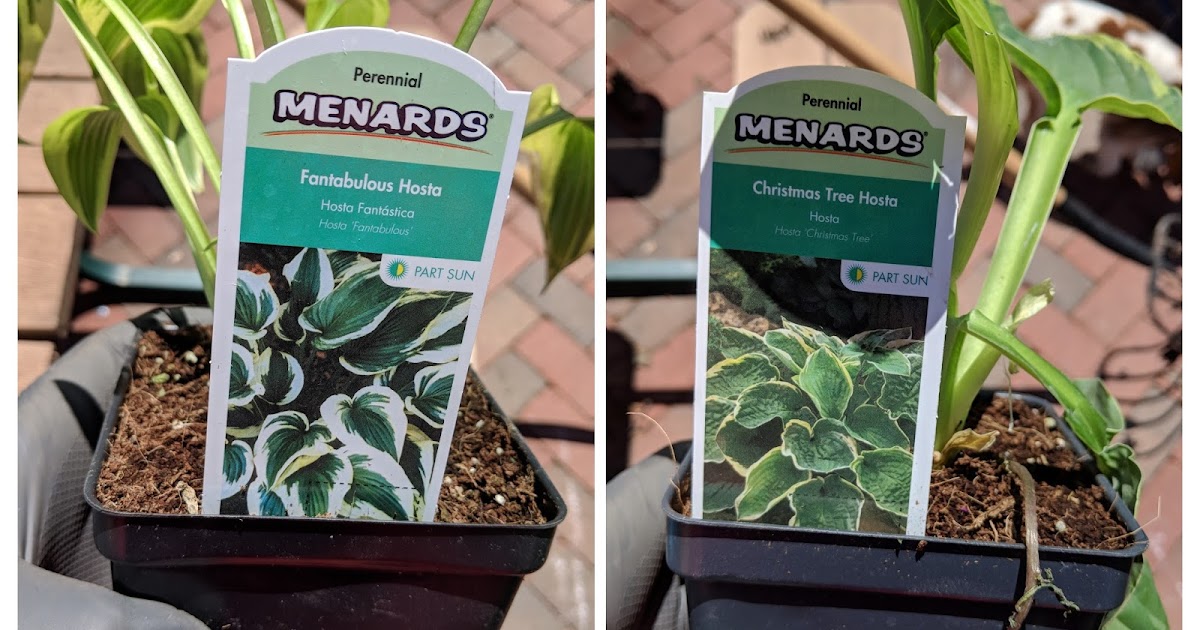 Perennial
MENARDS®
Fantabulous Hosta
Hosta Fantástica
Hosta 'Fantabulous'
PART SUN
Perennial
MENARDS®
Christmas Tree Hosta
Hosta
Hosta 'Christmas Tree'
PART SUN